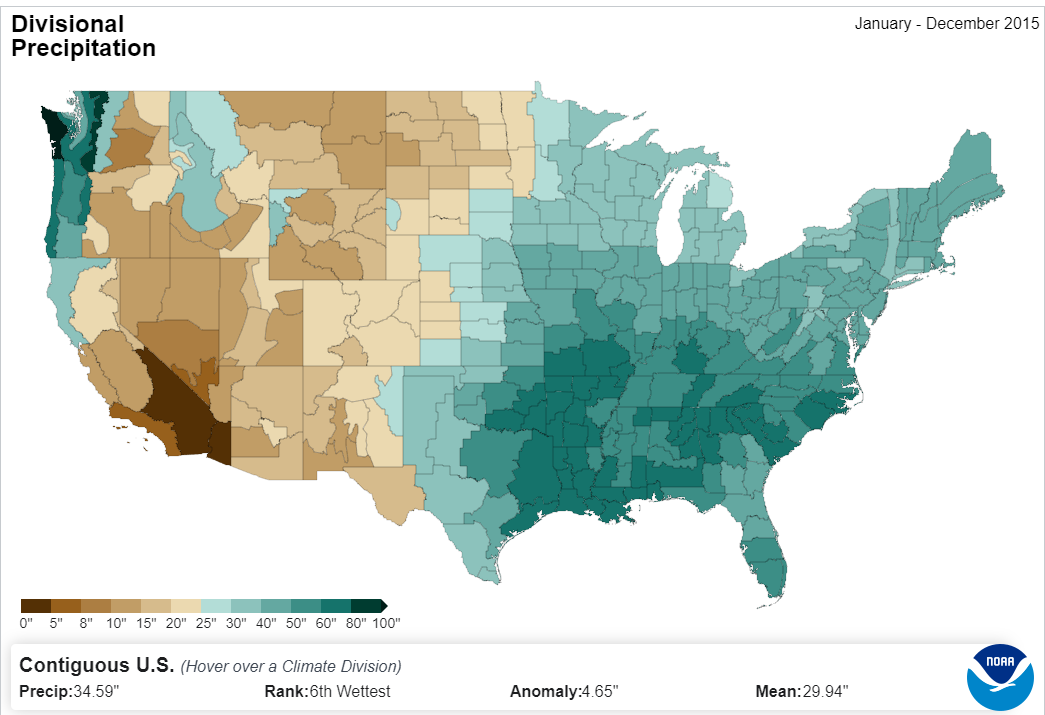 Divisional
Precipitation
January - December 2015
0" 5" 8" 10" 15" 20" 25" 30" 40" 50" 60" 80" 100"
Contiguous U.S. (Hover over a Climate Division)
Precip:34.59" Rank:6th Wettest Anomaly:4.65" Mean:29.94"
NOAA